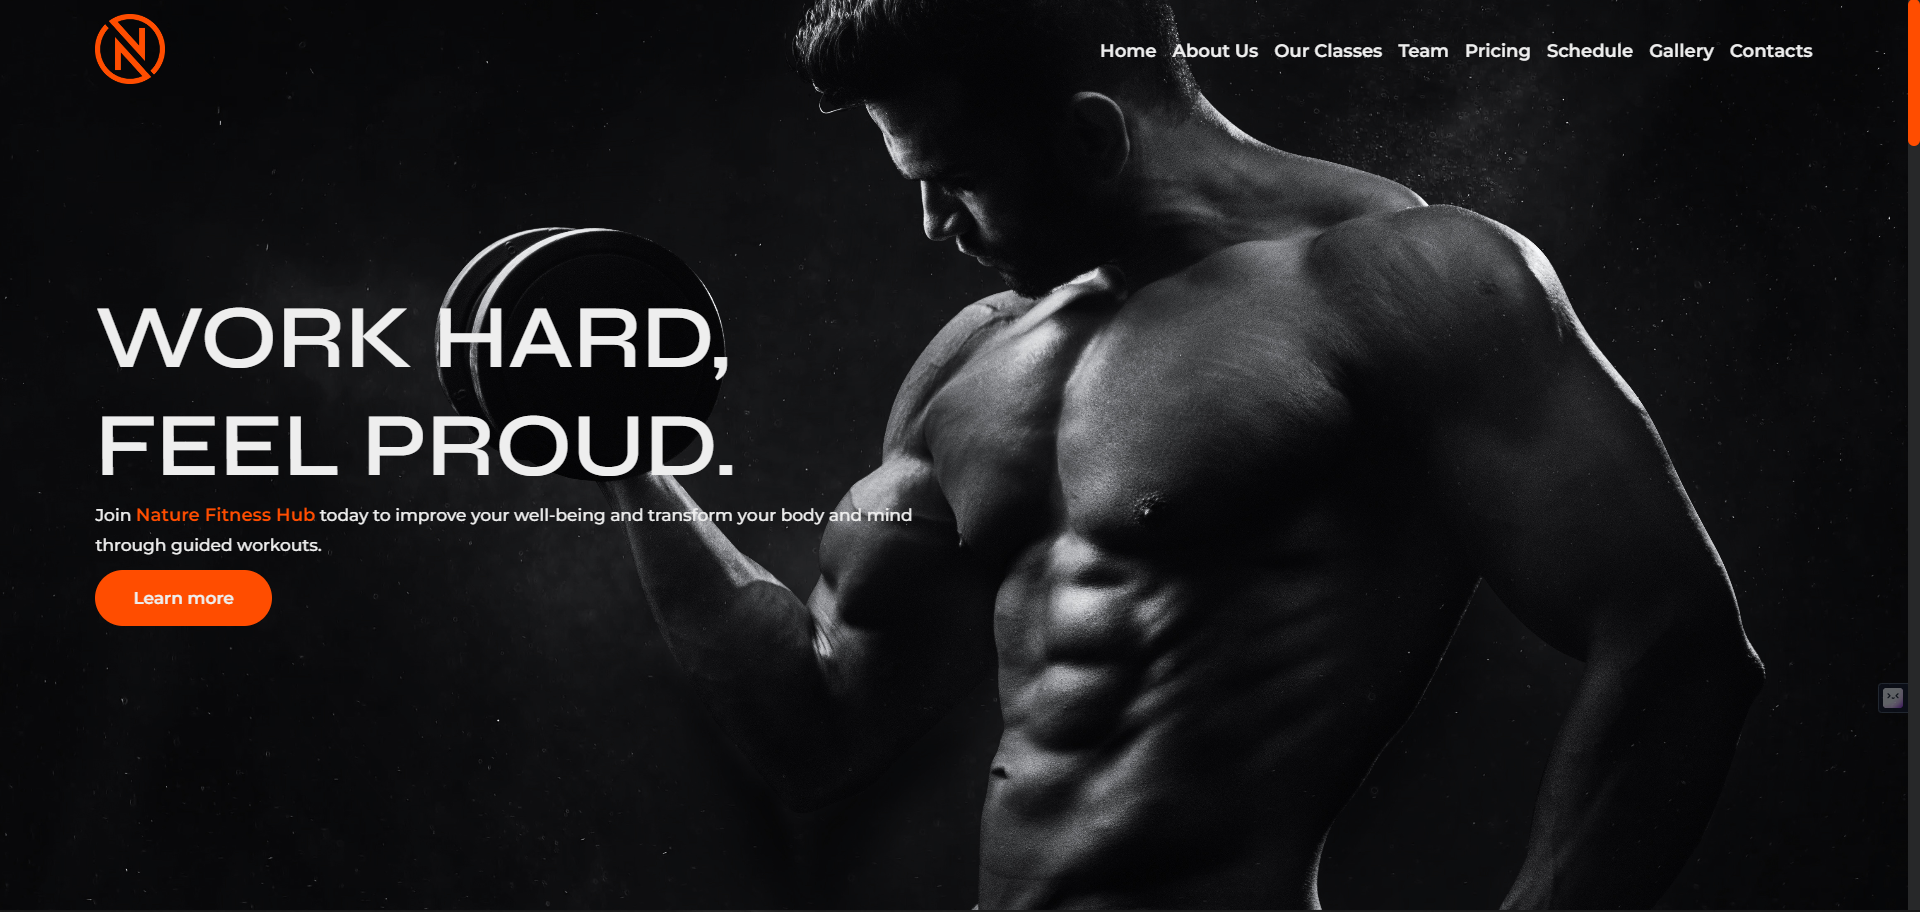 N
Home About Us Our Classes Team Pricing Schedule Gallery Contacts
WORK HARD,
FEEL PROUD.
Join Nature Fitness Hub today to improve your well-being and transform your body and mind
through guided workouts.
Learn more